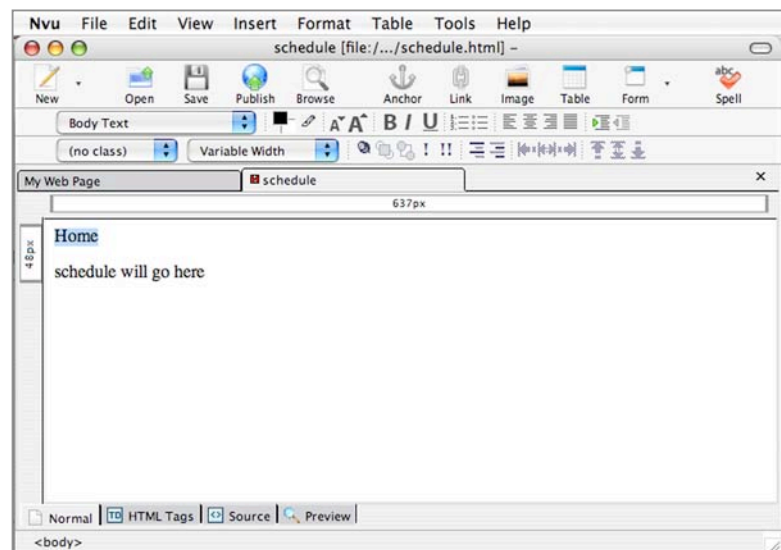 Nvu File Edit View Insert Format Table Tools Help
schedule [file:/.../schedule.html] –
New Open Save Publish Browse Anchor Link Image Table Form Spell
Body Text A A B I U
(no class) Variable Width ! !!
My Web Page schedule ×
637px
48px
Home
schedule will go here
Normal TD HTML Tags Source Preview
<body>